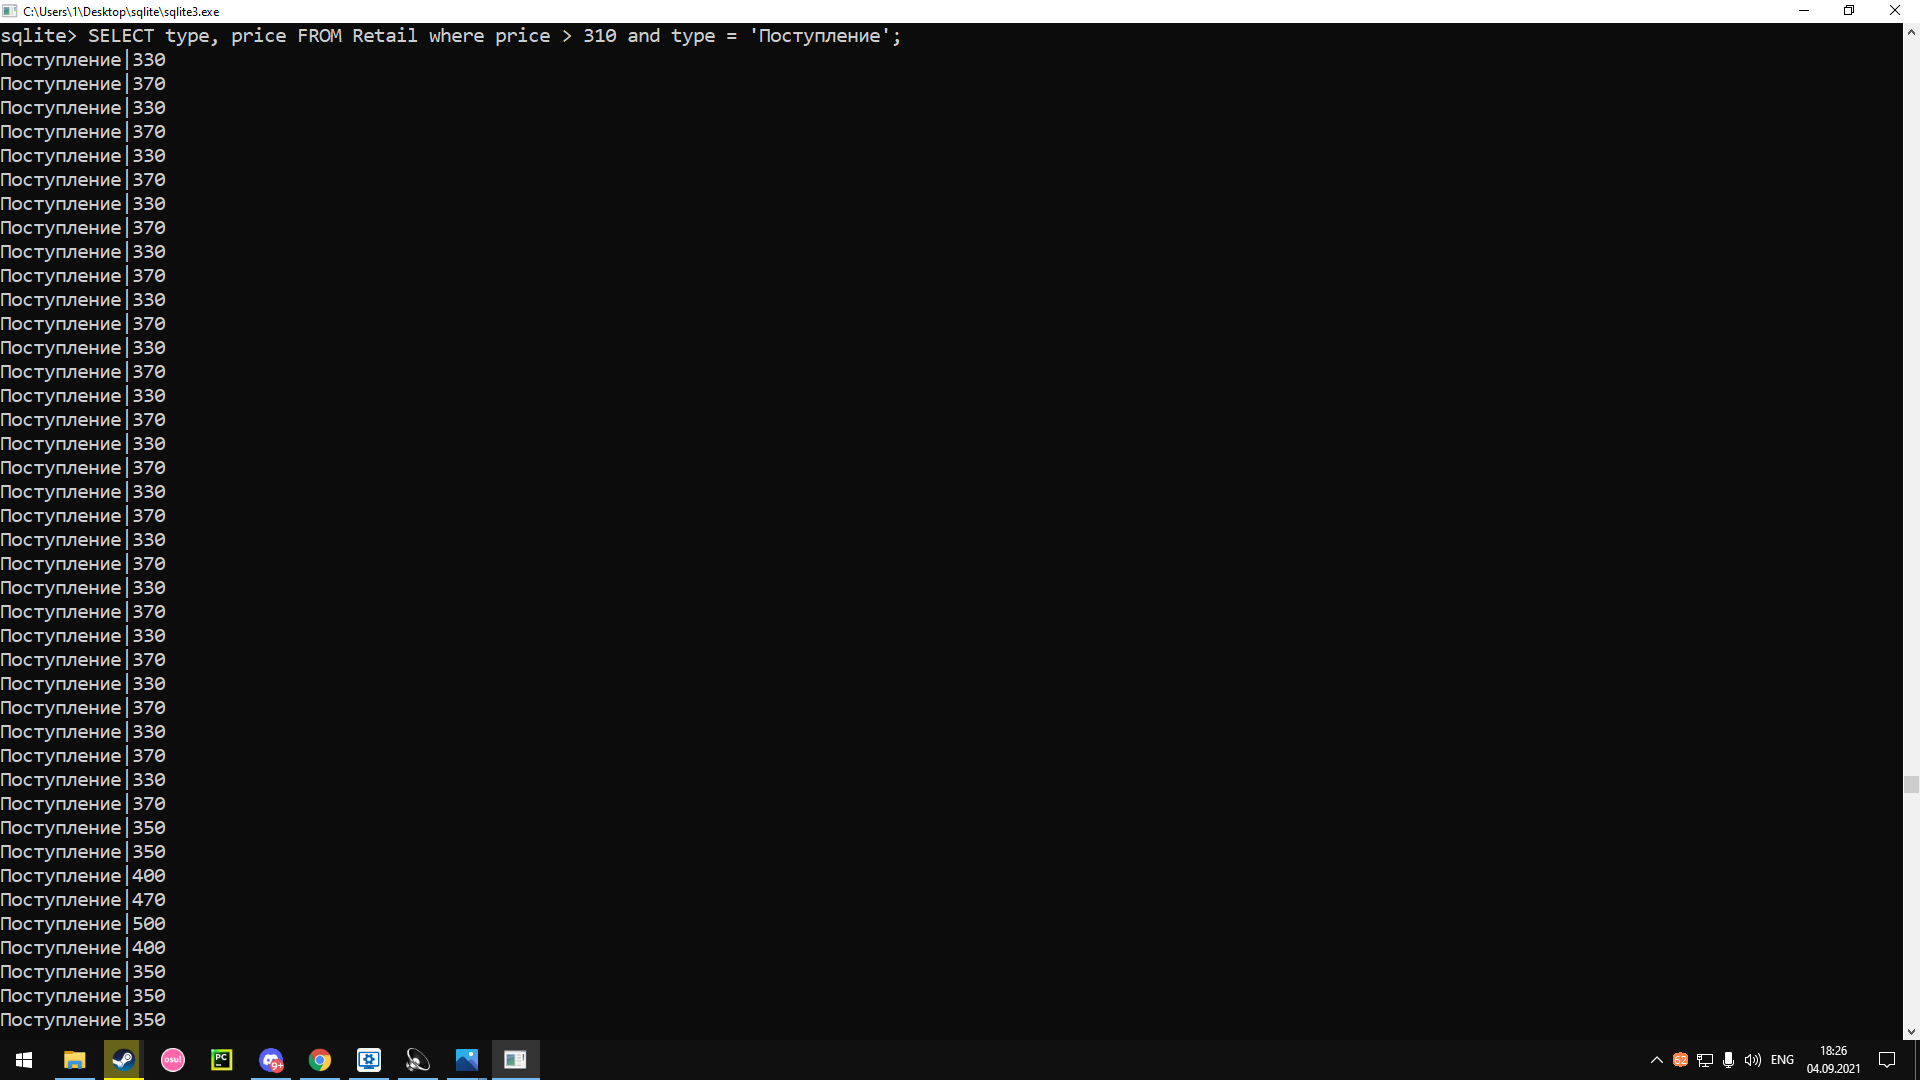 C:\Users\1\Desktop\sqlite\sqlite3.exe
sqlite> SELECT type, price FROM Retail where price > 310 and type = 'Поступление';
Поступление|330
Поступление|370
Поступление|330
Поступление|370
Поступление|330
Поступление|370
Поступление|330
Поступление|370
Поступление|330
Поступление|370
Поступление|330
Поступление|370
Поступление|330
Поступление|370
Поступление|330
Поступление|370
Поступление|330
Поступление|370
Поступление|330
Поступление|370
Поступление|330
Поступление|370
Поступление|330
Поступление|370
Поступление|330
Поступление|370
Поступление|330
Поступление|370
Поступление|330
Поступление|370
Поступление|330
Поступление|370
Поступление|350
Поступление|350
Поступление|400
Поступление|470
Поступление|500
Поступление|400
Поступление|350
Поступление|350
Поступление|350
osu!
PC
9+
62
ENG
18:26
04.09.2021